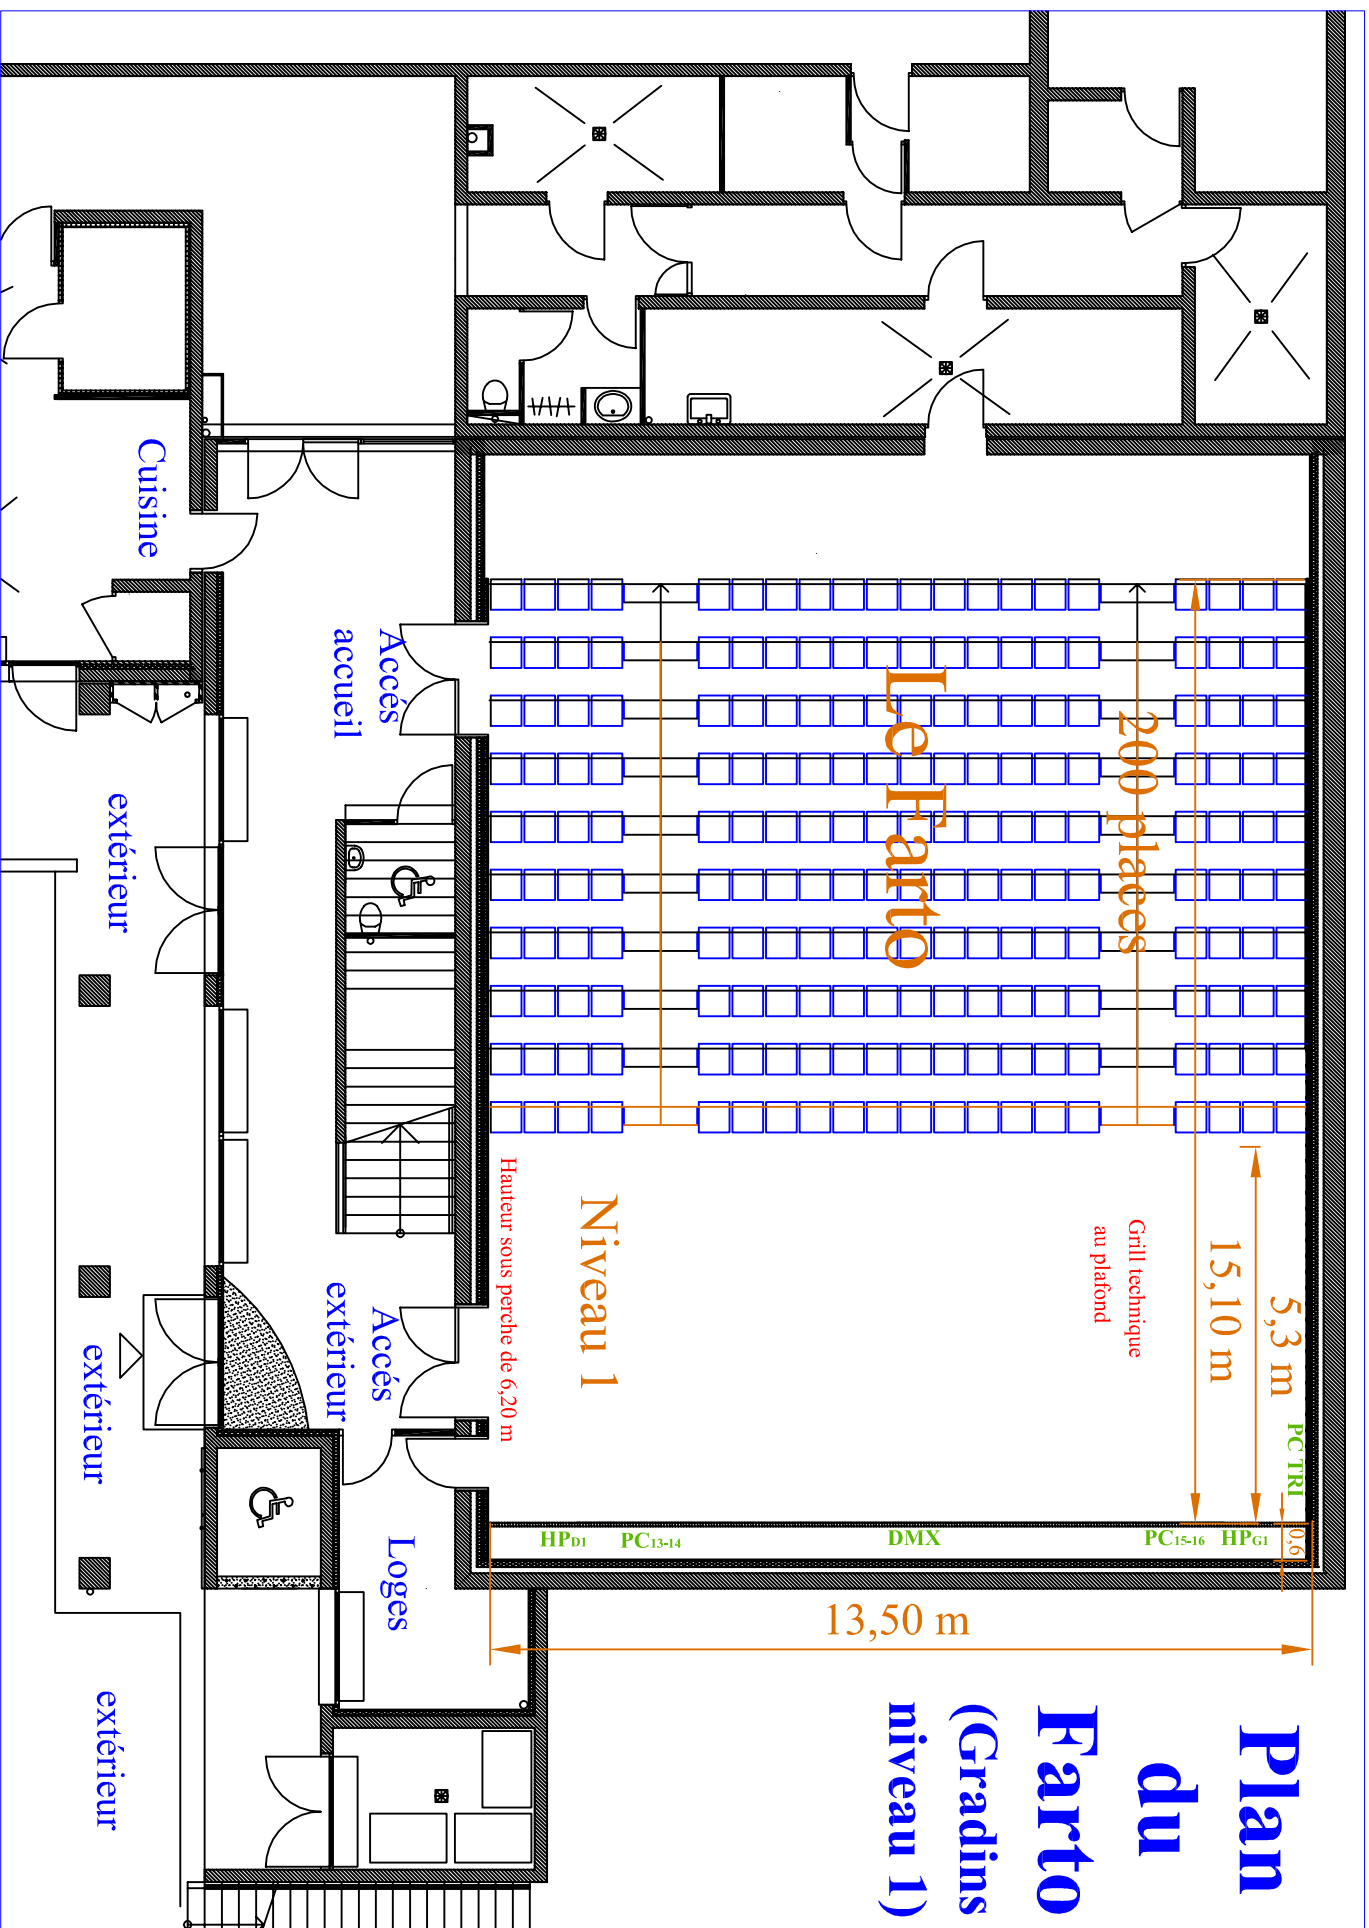 Plan
du
Farto
(Gradins
niveau 1)
Le Farto
200 places
15,10 m
5,3 m
0,6
13,50 m
Niveau 1
Grill technique
au plafond
Hauteur sous perche de 6,20 m
PC TRI
HPG1
PC15-16
DMX
PC13-14
HPD1
Cuisine
Accés
accueil
extérieur
Accés
extérieur
extérieur
Loges
extérieur